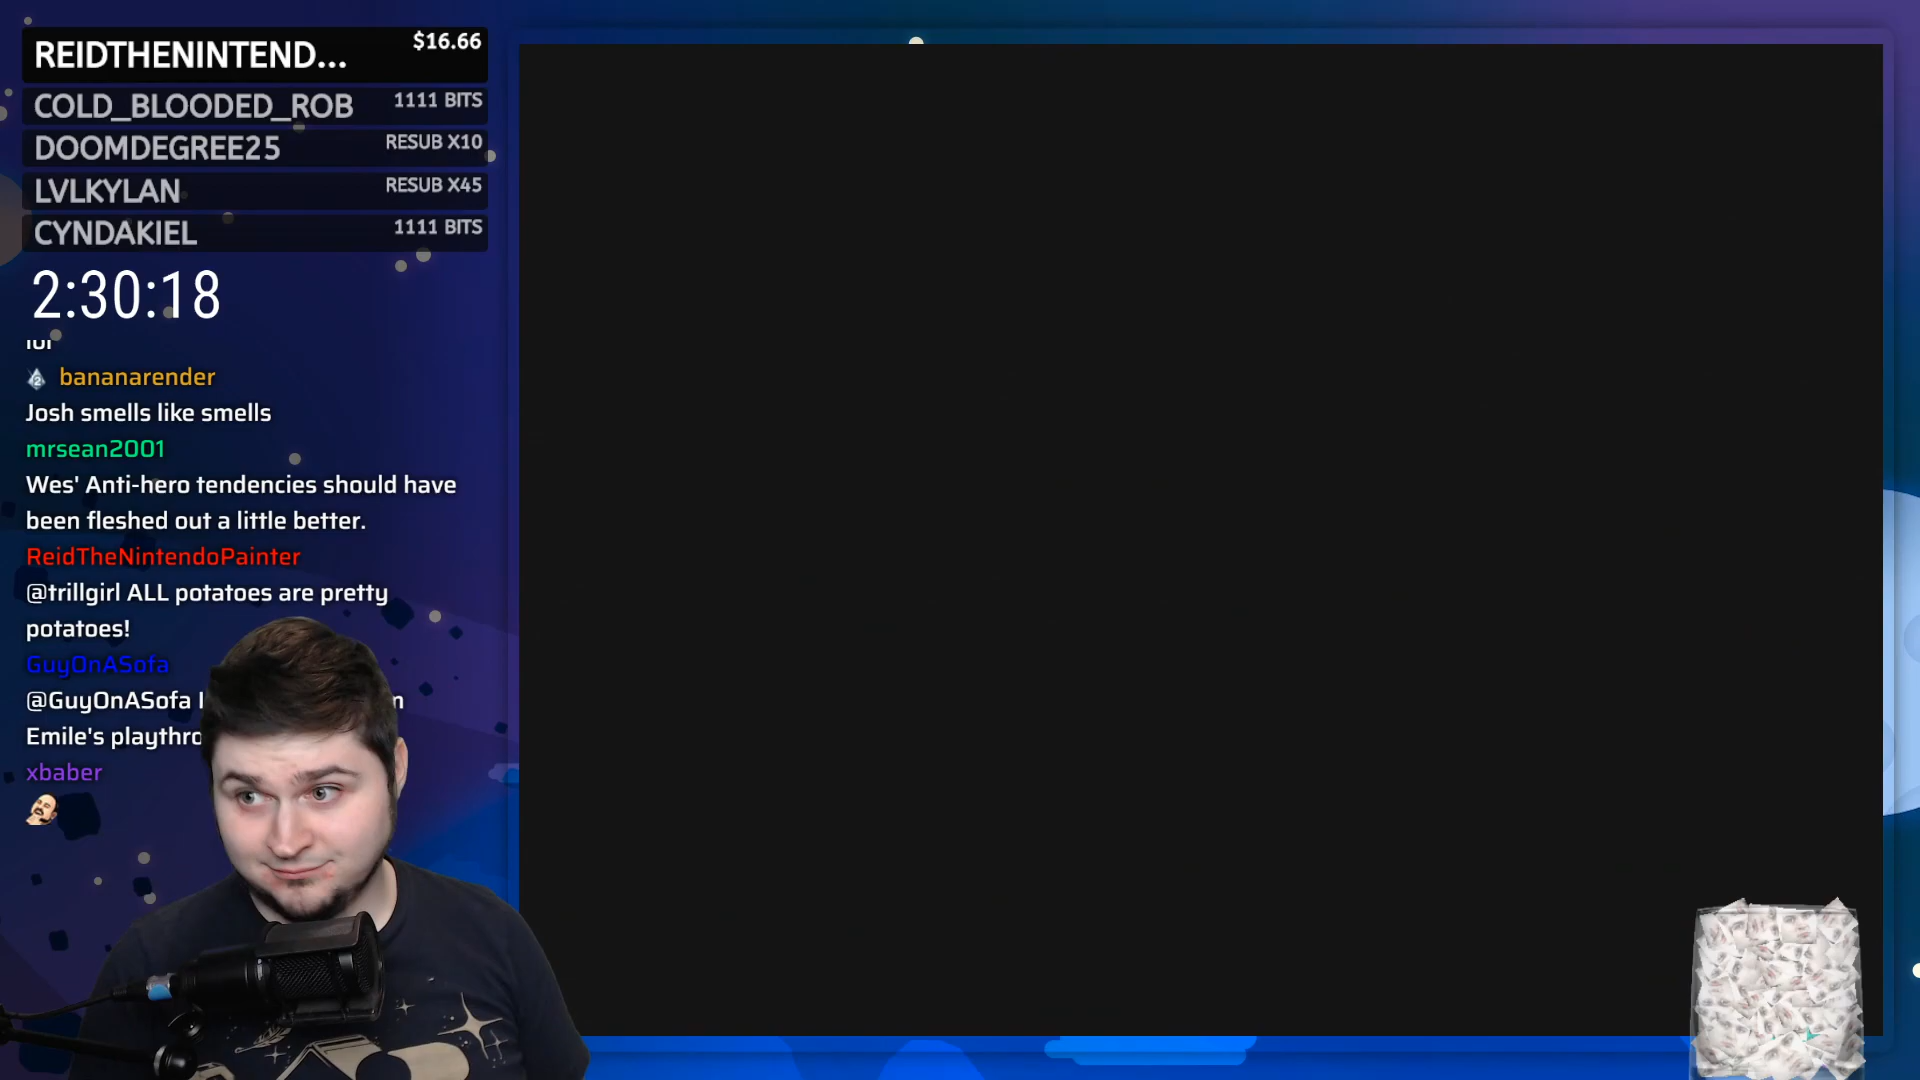 REIDTHENINTEND... $16.66
COLD_BLOODED_ROB 1111 BITS
DOOMDEGREE25 RESUB X10
LVLKYLAN RESUB X45
CYNDAKIEL 1111 BITS
2:30:18
bananarender
Josh smells like smells
mrsean2001
Wes' Anti-hero tendencies should have
been fleshed out a little better.
ReidTheNintendoPainter
@trillgirl ALL potatoes are pretty
potatoes!
GuyOnASofa
@GuyOnASofa
Emile's
xbaber